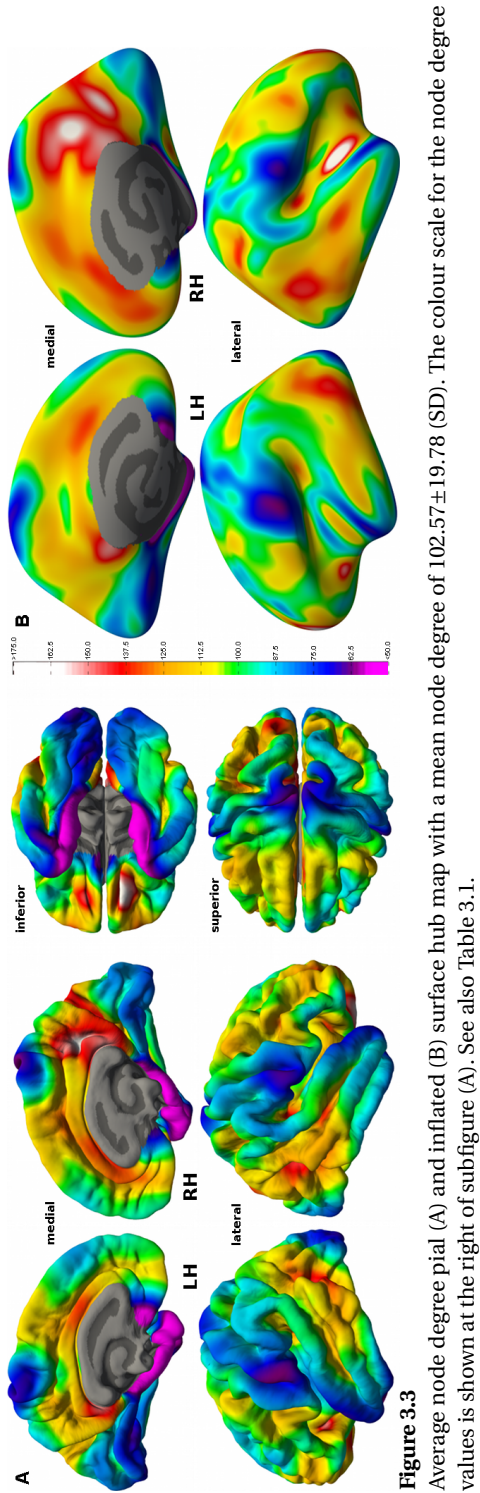 A
medial
LH
RH
lateral
inferior
superior
>175.0
162.5
150.0
137.5
125.0
112.5
100.0
87.5
75.0
62.5
<50.0
B
medial
LH
RH
lateral
Figure 3.3
Average node degree pial (A) and inflated (B) surface hub map with a mean node degree of 102.57±19.78 (SD). The colour scale for the node degree
values is shown at the right of subfigure (A). See also Table 3.1.